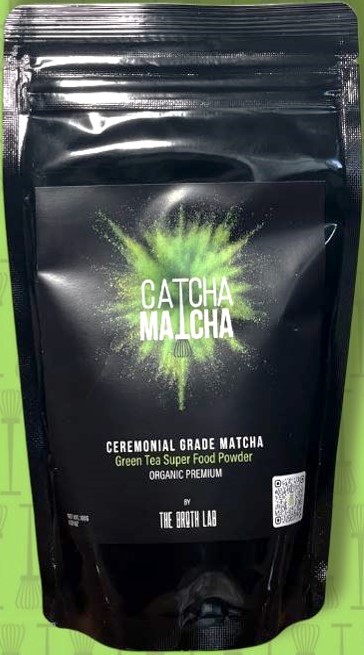 CATCHA
MATCHA
CEREMONIAL GRADE MATCHA
Green Tea Super Food Powder
ORGANIC PREMIUM
BY
THE BROTH LAB